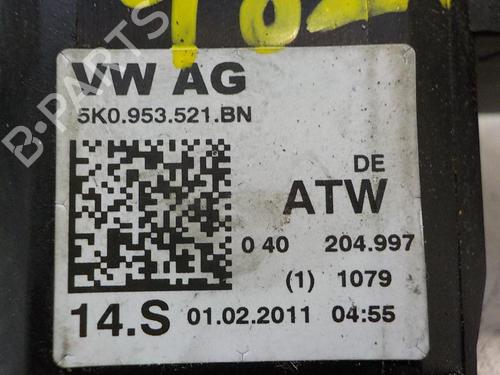 VW AG
5K0.953.521.BN
DE
ATW
0 40 204.997
(1) 1079
14.S 01.02.2011 04:55
B-PARTS